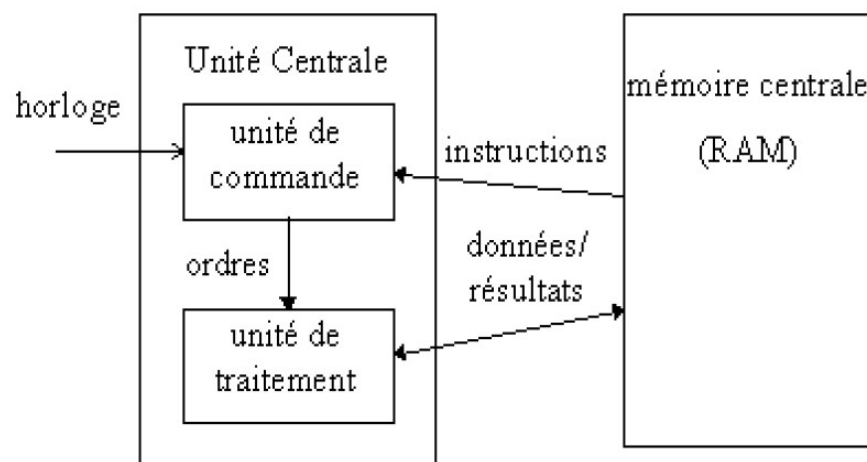 Unité Centrale
horloge
unité de
commande
ordres
unité de
traitement
instructions
données/
résultats
mémoire centrale
(RAM)